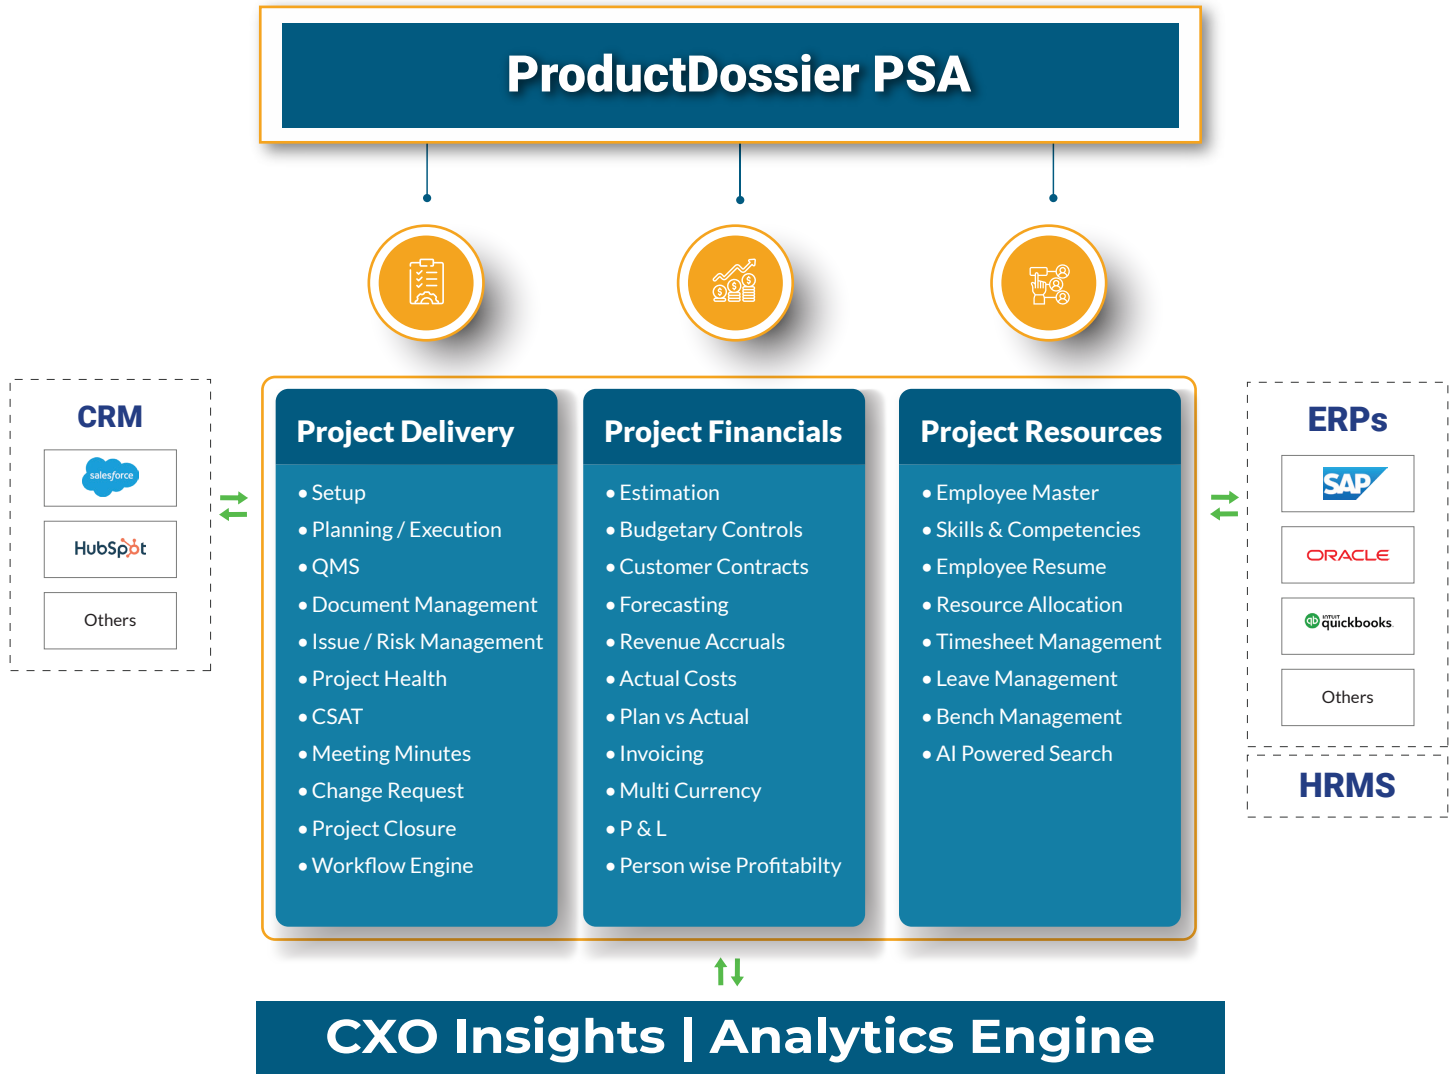 ProductDossier PSA
CRM
salesforce
HubSpot
Others
Project Delivery
• Setup
• Planning / Execution
• QMS
• Document Management
• Issue / Risk Management
• Project Health
• CSAT
• Meeting Minutes
• Change Request
• Project Closure
• Workflow Engine
Project Financials
• Estimation
• Budgetary Controls
• Customer Contracts
• Forecasting
• Revenue Accruals
• Actual Costs
• Plan vs Actual
• Invoicing
• Multi Currency
• P & L
• Person wise Profitabilty
Project Resources
• Employee Master
• Skills & Competencies
• Employee Resume
• Resource Allocation
• Timesheet Management
• Leave Management
• Bench Management
• AI Powered Search
ERPs
SAP
ORACLE
qb
INTUIT
quickbooks.
Others
HRMS
CXO Insights | Analytics Engine